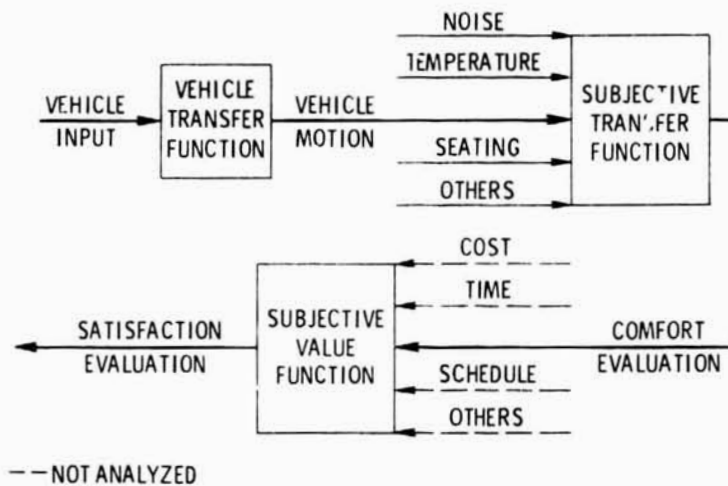 NOISE
TEMPERATURE
VEHICLE
INPUT
VEHICLE
TRANSFER
FUNCTION
VEHICLE
MOTION
SEATING
OTHERS
SUBJECTIVE
TRANSFER
FUNCTION
COST
TIME
SATISFACTION
EVALUATION
SUBJECTIVE
VALUE
FUNCTION
COMFORT
EVALUATION
SCHEDULE
OTHERS
-- NOT ANALYZED